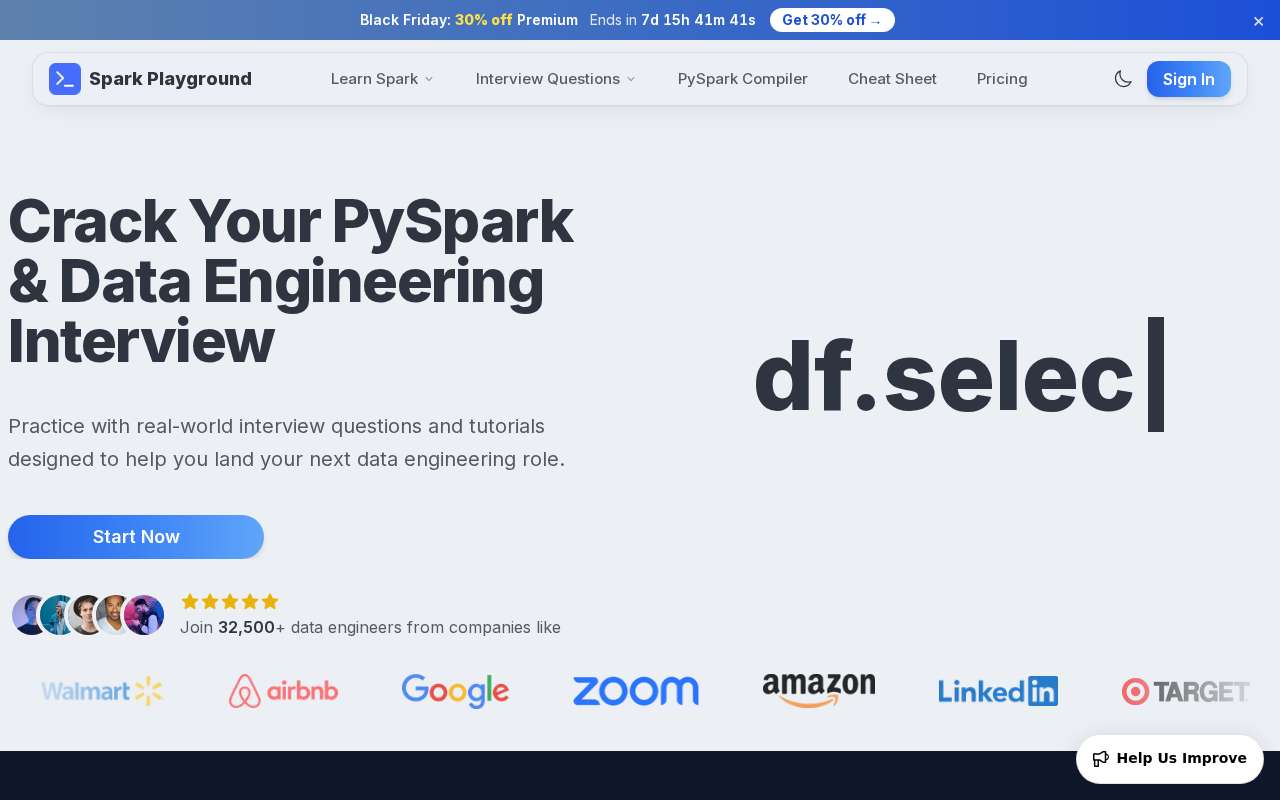 Black Friday: 30% off Premium Ends in 7d 15h 41m 41s Get 30% off →
Spark Playground Learn Spark Interview Questions PySpark Compiler Cheat Sheet Pricing Sign In
Crack Your PySpark
& Data Engineering
Interview
df.selec
Practice with real-world interview questions and tutorials
designed to help you land your next data engineering role.
Start Now
Join 32,500+ data engineers from companies like
Walmart airbnb Google zoom amazon Linkedin TARGET
Help Us Improve